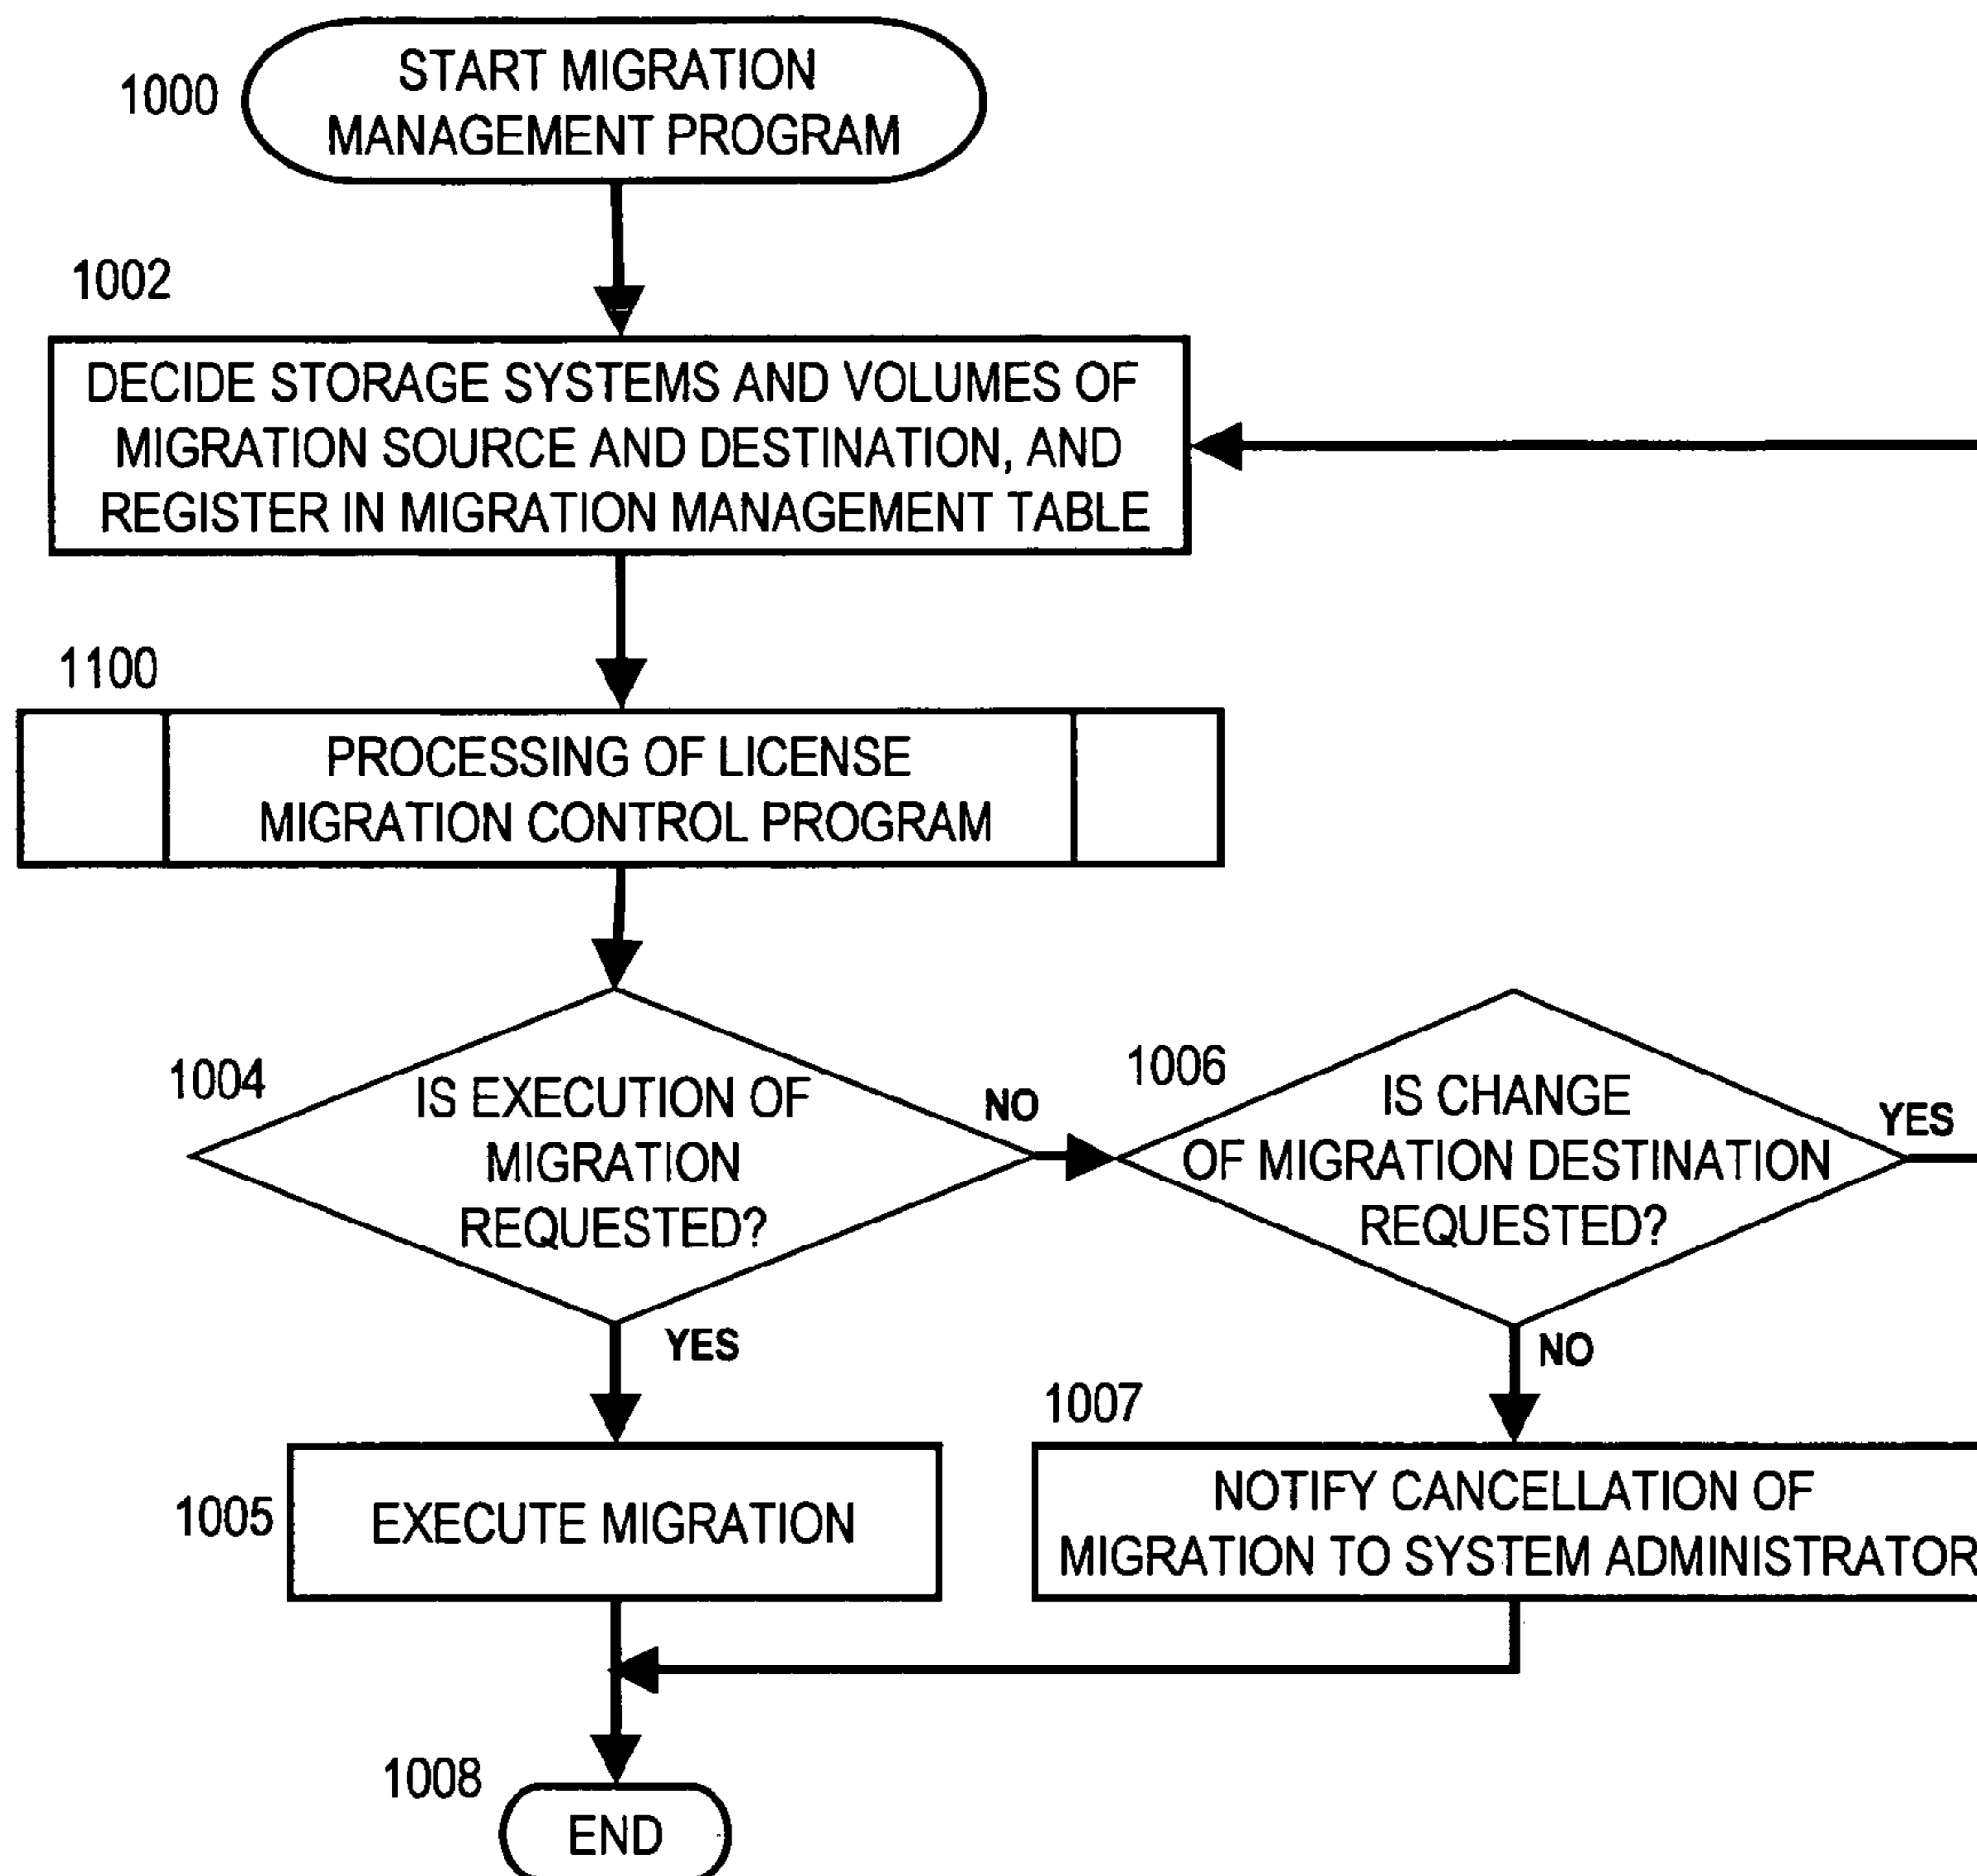 1000
START MIGRATION
MANAGEMENT PROGRAM
1002
DECIDE STORAGE SYSTEMS AND VOLUMES OF
MIGRATION SOURCE AND DESTINATION, AND
REGISTER IN MIGRATION MANAGEMENT TABLE
1100
PROCESSING OF LICENSE
MIGRATION CONTROL PROGRAM
1004
IS EXECUTION OF
MIGRATION
REQUESTED?
NO
1006
IS CHANGE
OF MIGRATION DESTINATION
REQUESTED?
YES
YES
NO
1005
EXECUTE MIGRATION
1007
NOTIFY CANCELLATION OF
MIGRATION TO SYSTEM ADMINISTRATOR
1008
END